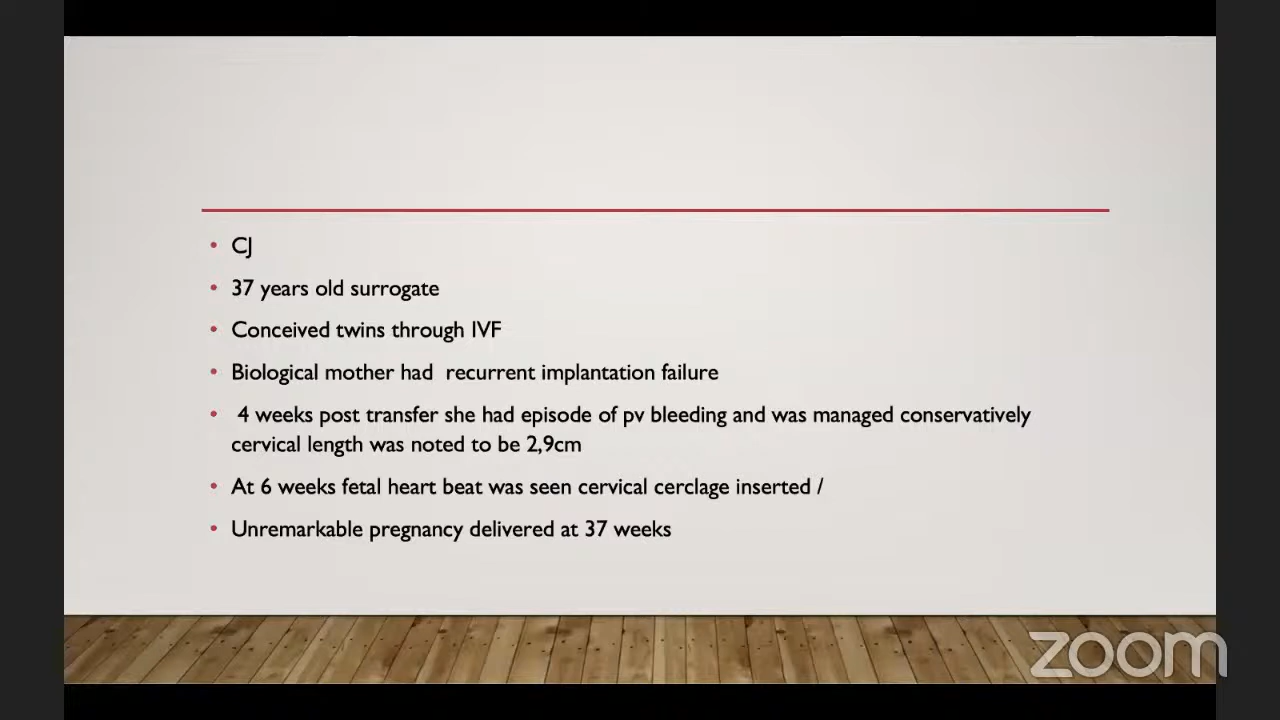 CJ
37 years old surrogate
Conceived twins through IVF
Biological mother had  recurrent implantation failure
4 weeks post transfer she had episode of pv bleeding and was managed conservatively
cervical length was noted to be 2,9cm
At 6 weeks fetal heart beat was seen cervical cerclage inserted /
Unremarkable pregnancy delivered at 37 weeks
zoom